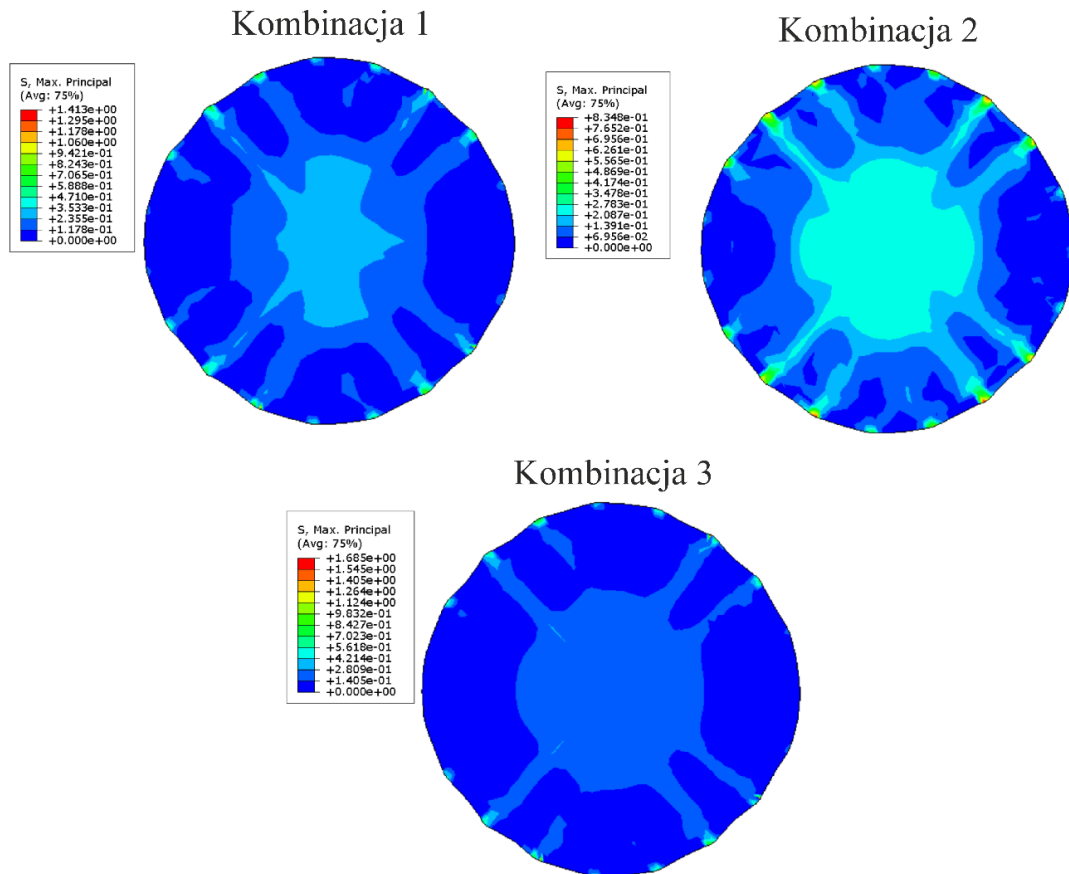 Kombinacja 1
S, Max. Principal
(Avg: 75%)
+1.413e+00
+1.295e+00
+1.178e+00
+1.060e+00
+9.421e-01
+8.243e-01
+7.065e-01
+5.888e-01
+4.710e-01
+3.533e-01
+2.355e-01
+1.178e-01
+0.000e+00
Kombinacja 2
S, Max. Principal
(Avg: 75%)
+8.348e-01
+7.652e-01
+6.956e-01
+6.261e-01
+5.565e-01
+4.869e-01
+4.174e-01
+3.478e-01
+2.783e-01
+2.087e-01
+1.391e-01
+6.956e-02
+0.000e+00
Kombinacja 3
S, Max. Principal
(Avg: 75%)
+1.685e+00
+1.545e+00
+1.405e+00
+1.264e+00
+1.124e+00
+9.832e-01
+8.427e-01
+7.023e-01
+5.618e-01
+4.214e-01
+2.809e-01
+1.405e-01
+0.000e+00